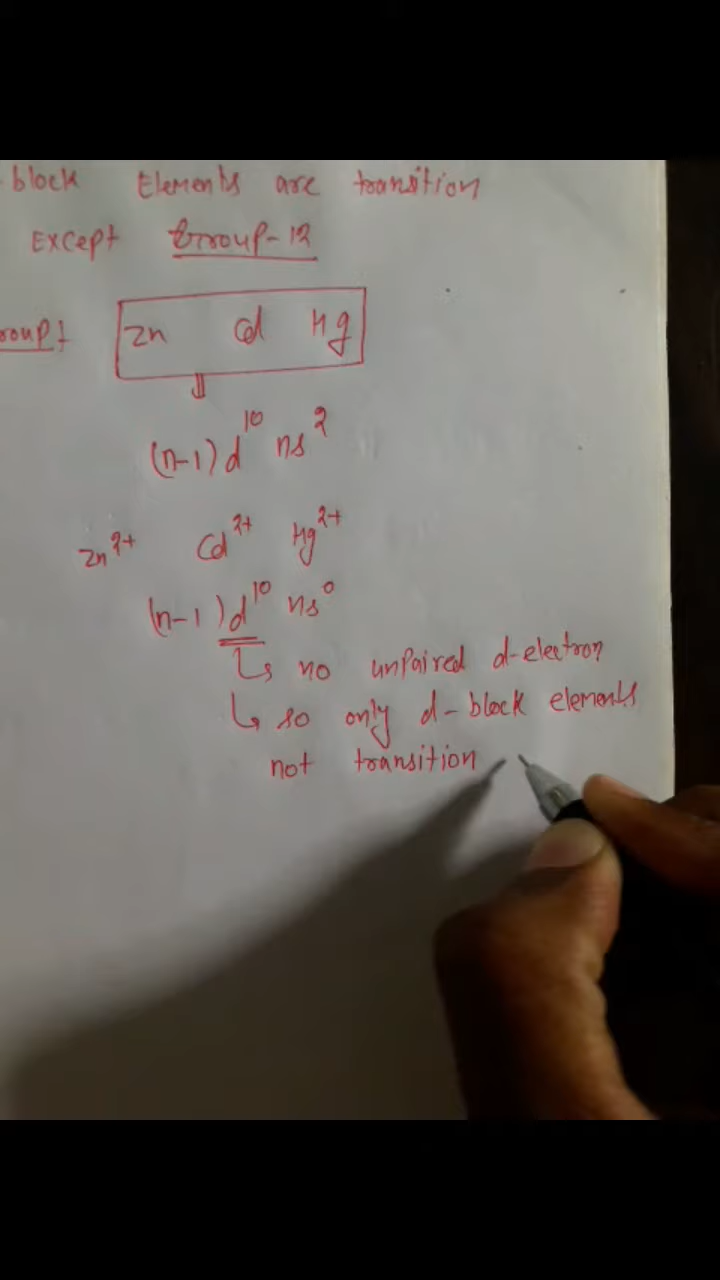 -block Elements are transition
Except Group-12
roup: Zn Cd Hg
⇓
(n-1)d¹⁰ ns²
Zn²⁺ Cd²⁺ Hg²⁺
(n-1)d¹⁰ ns⁰
↳ no unpaired d-electron
↳ so only d-block elements
not transition